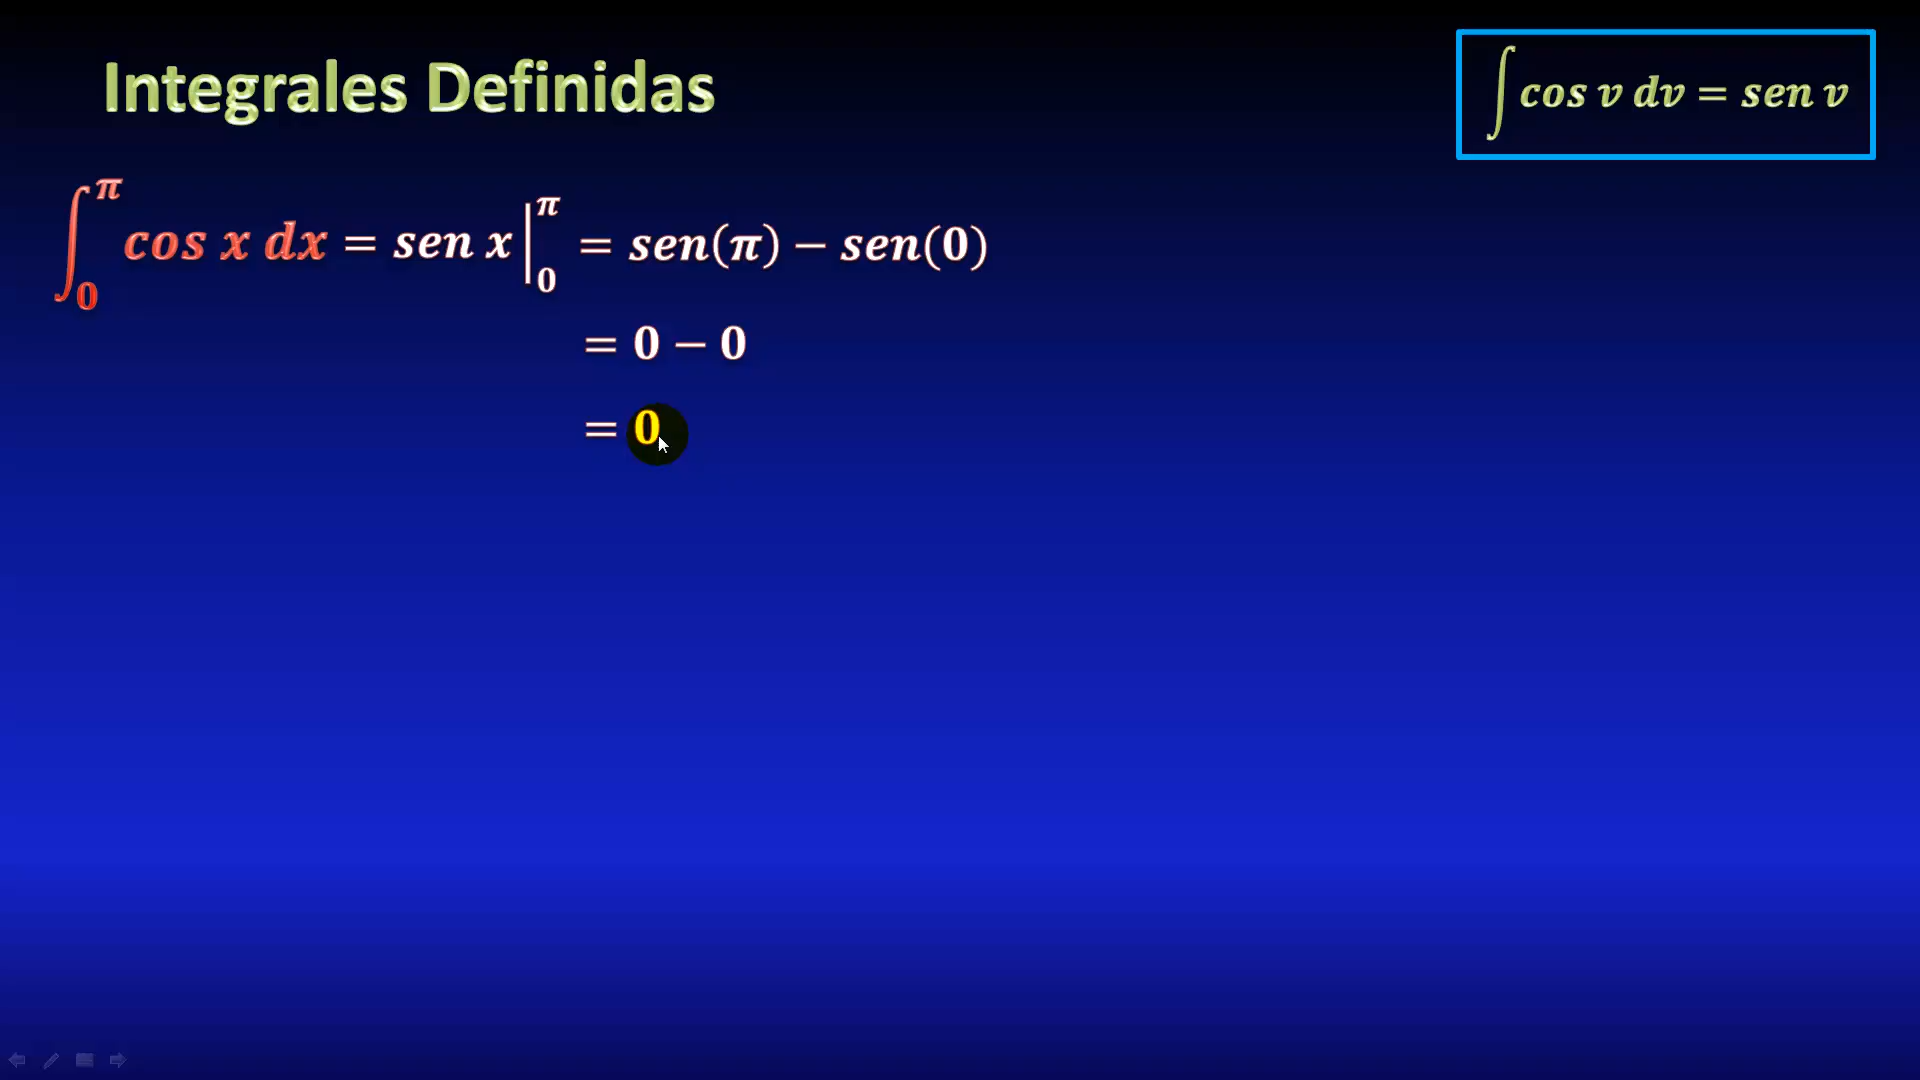 Integrales Definidas
∫ cos v dv = sen v
∫₀^π cos x dx = sen x |₀^π = sen(π) − sen(0)
= 0 − 0
= 0